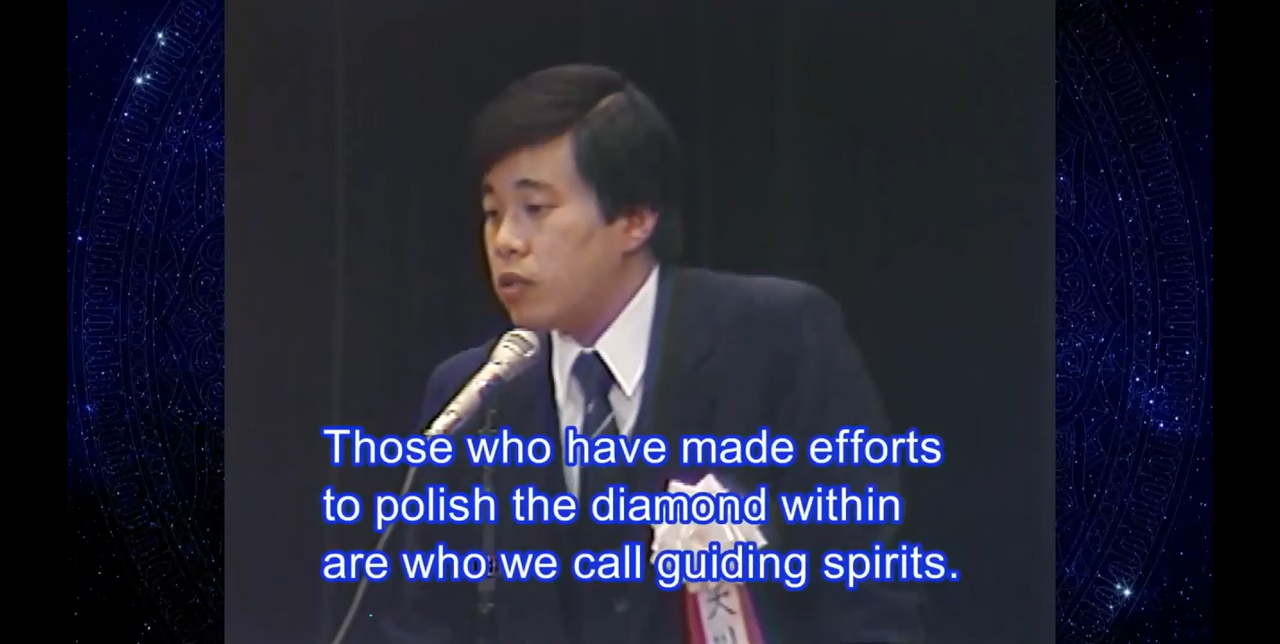 Those who have made efforts
to polish the diamond within
are who we call guiding spirits.